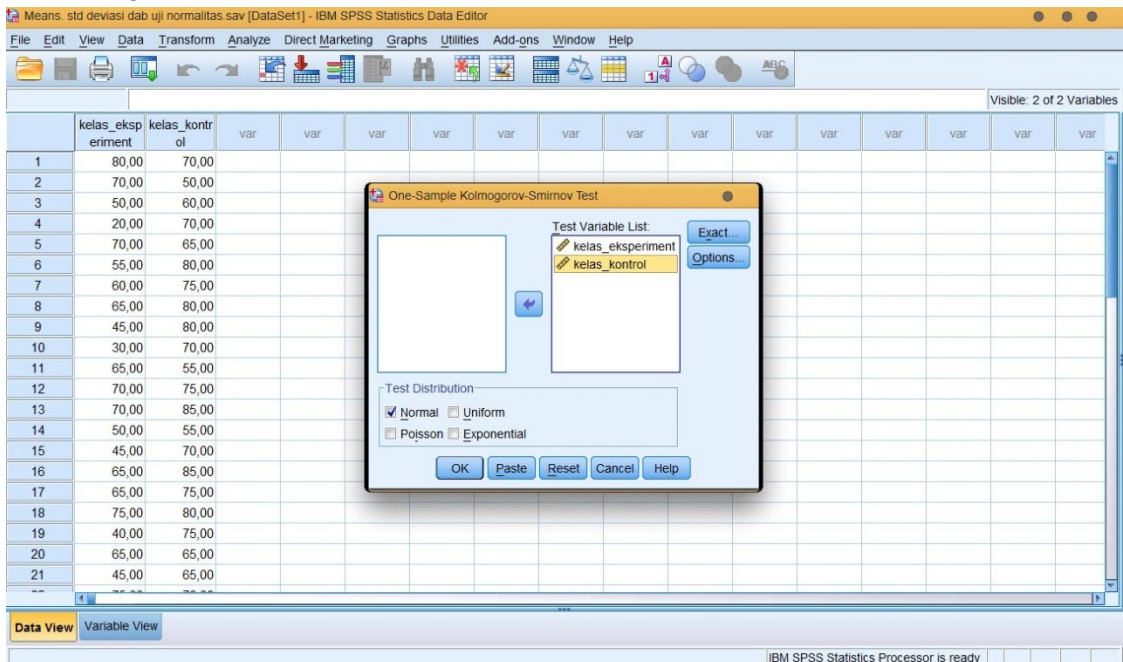 Means. std deviasi dab uji normalitas.sav [DataSet1] - IBM SPSS Statistics Data Editor
File Edit View Data Transform Analyze Direct Marketing Graphs Utilities Add-ons Window Help
Visible: 2 of 2 Variables
kelas_eksp kelas_kontr var var var var var var var var var var var var var var
eriment ol
1 80,00 70,00
2 70,00 50,00
3 50,00 60,00
4 20,00 70,00
5 70,00 65,00
6 55,00 80,00
7 60,00 75,00
8 65,00 80,00
9 45,00 80,00
10 30,00 70,00
11 65,00 55,00
12 70,00 75,00
13 70,00 85,00
14 50,00 55,00
15 45,00 70,00
16 65,00 85,00
17 65,00 75,00
18 75,00 80,00
19 40,00 75,00
20 65,00 65,00
21 45,00 65,00
One-Sample Kolmogorov-Smirnov Test
Test Variable List:
kelas_eksperiment
kelas_kontrol
Exact...
Options...
Test Distribution
Normal Uniform
Poisson Exponential
OK Paste Reset Cancel Help
Data View Variable View
IBM SPSS Statistics Processor is ready